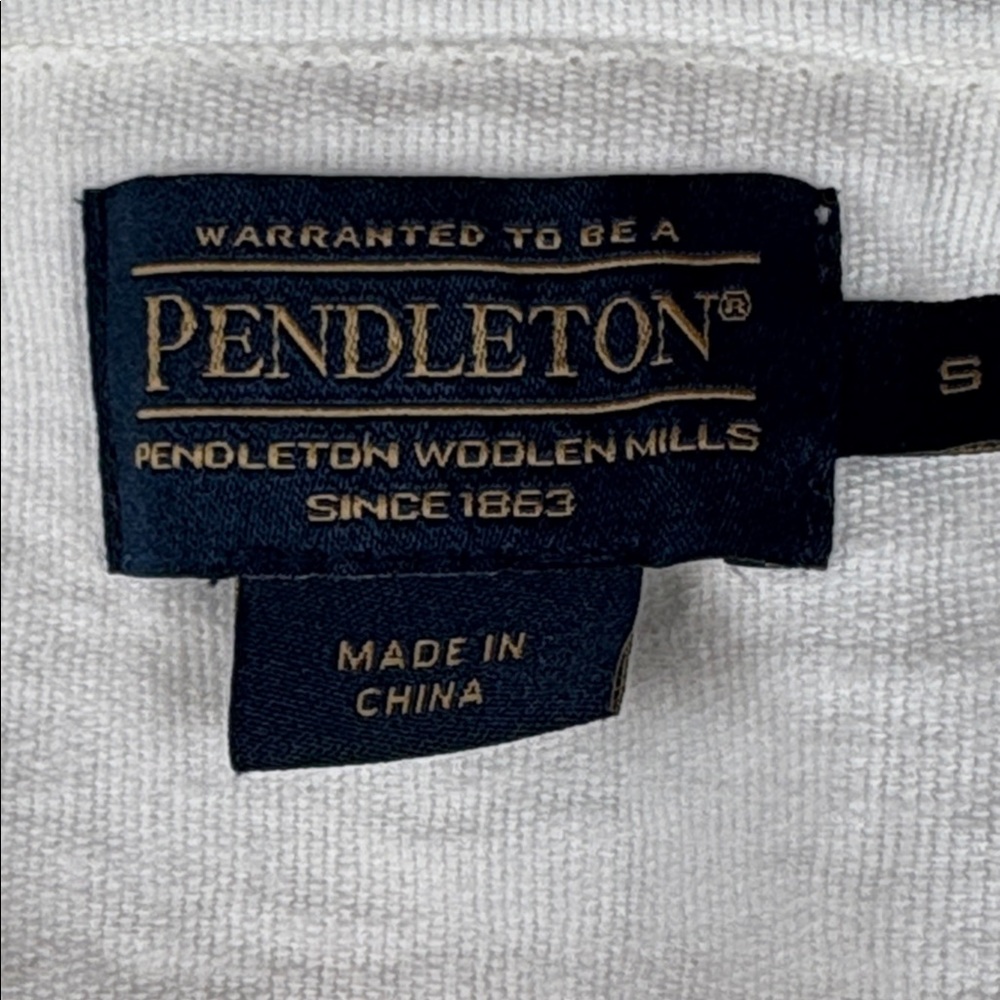 WARRANTED TO BE A
PENDLETON®
PENDLETON WOOLEN MILLS
SINCE 1863
S
MADE IN
CHINA